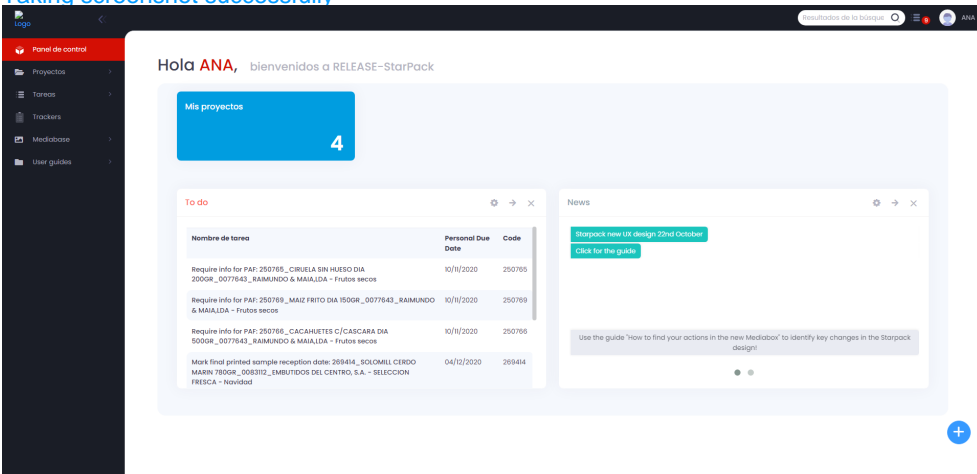 Taking screenshot successfully
Logo
Resultados de la búsque
9
ANA
Panel de control
Proyectos
Tareas
Trackers
Mediabase
User guides
Hola ANA, bienvenidos a RELEASE-StarPack
Mis proyectos
4
To do
Nombre de tarea Personal Due Code
Date
Require info for PAF: 250765_CIRUELA SIN HUESO DIA 10/11/2020 250765
200GR_0077643_RAIMUNDO & MAIA,LDA - Frutos secos
Require info for PAF: 250769_MAIZ FRITO DIA 150GR_0077643_RAIMUNDO 10/11/2020 250769
& MAIA,LDA - Frutos secos
Require info for PAF: 250766_CACAHUETES C/CASCARA DIA 10/11/2020 250766
500GR_0077643_RAIMUNDO & MAIA,LDA - Frutos secos
Mark final printed sample reception date: 269414_SOLOMILL CERDO 04/12/2020 269414
MARIN 780GR_0083112_EMBUTIDOS DEL CENTRO, S.A. - SELECCION
FRESCA - Navidad
News
Starpack new UX design 22nd October
Click for the guide
Use the guide "How to find your actions in the new Mediabox" to identify key changes in the Starpack
design!